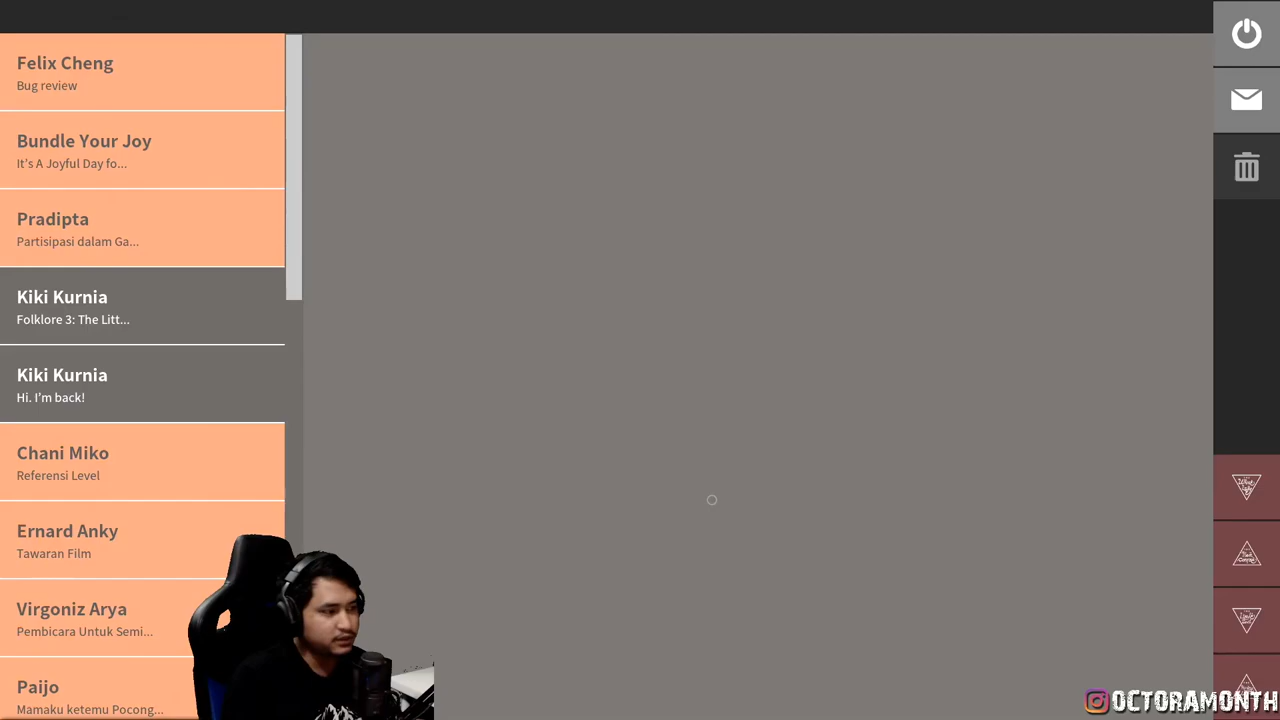 Felix Cheng
Bug review
Bundle Your Joy
It's A Joyful Day fo...
Pradipta
Partisipasi dalam Ga...
Kiki Kurnia
Folklore 3: The Litt...
Kiki Kurnia
Hi. I'm back!
Chani Miko
Referensi Level
Ernard Anky
Tawaran Film
Virgoniz Arya
Pembicara Untuk Semi...
Paijo
Mamaku ketemu Pocong...
OCTORAMONTH